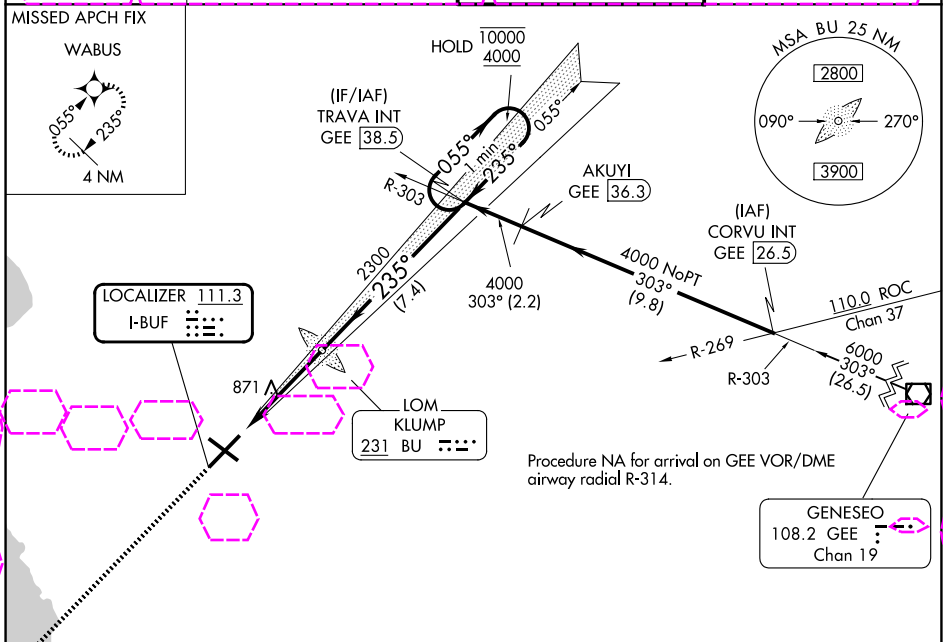 MISSED APCH FIX
WABUS
055°
235°
4 NM
HOLD
10000
4000
(IF/IAF)
TRAVA INT
GEE 38.5
R-303
055°
1 min
235°
055°
MSA BU 25 NM
2800
090°
270°
3900
AKUYI
GEE 36.3
(IAF)
CORVU INT
GEE 26.5
2300
235°
(7.4)
4000
303° (2.2)
4000 NoPT
303°
(9.8)
110.0 ROC
Chan 37
R-269
R-303
6000
303°
(26.5)
LOCALIZER 111.3
I-BUF
871
LOM
KLUMP
231 BU
Procedure NA for arrival on GEE VOR/DME
airway radial R-314.
GENESEO
108.2 GEE
Chan 19